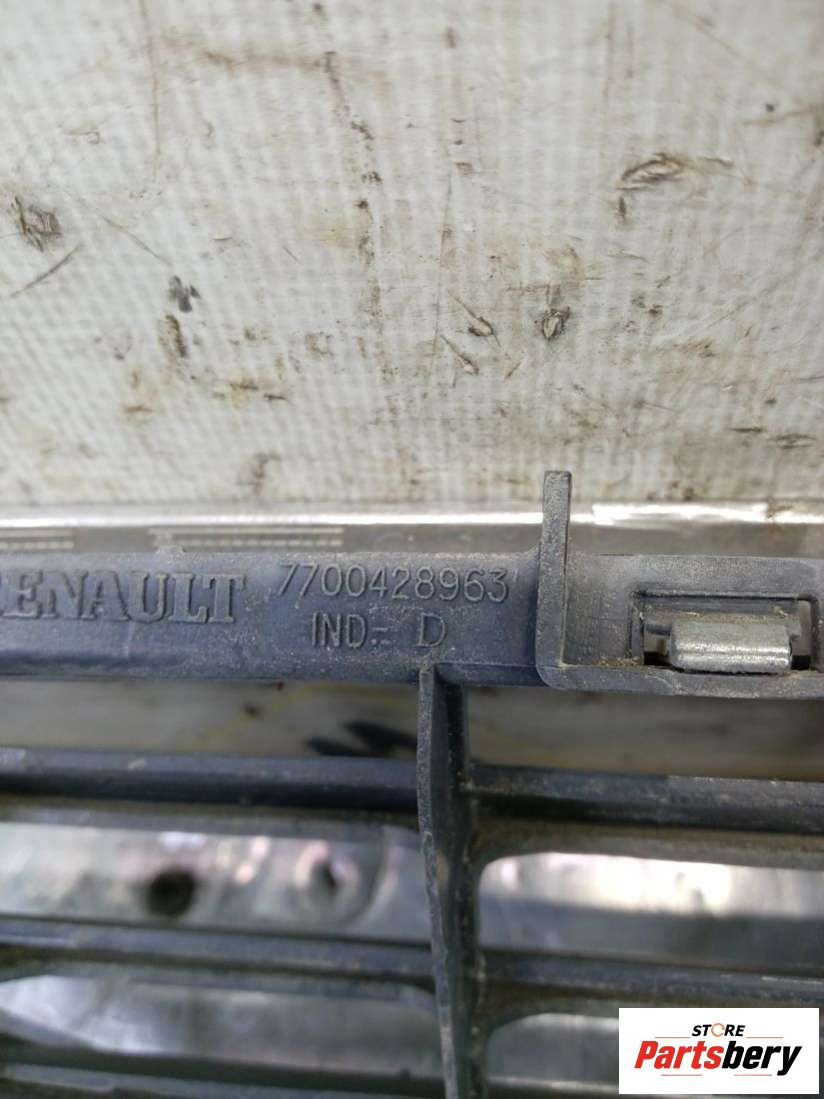 RENAULT 7700428963
IND.- D
STORE
Partsbery